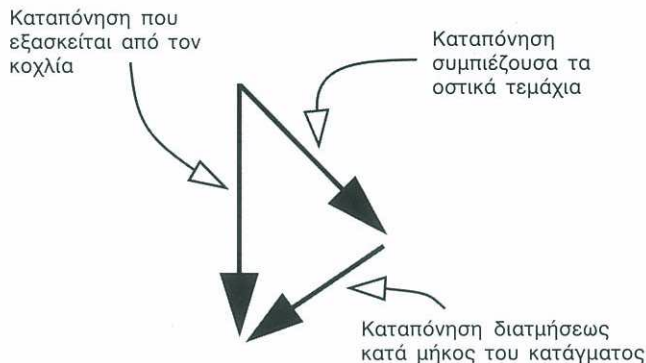 Καταπόνηση που
εξασκείται από τον
κοχλία
Καταπόνηση
συμπιέζουσα τα
οστικά τεμάχια
Καταπόνηση διατμήσεως
κατά μήκος του κατάγματος